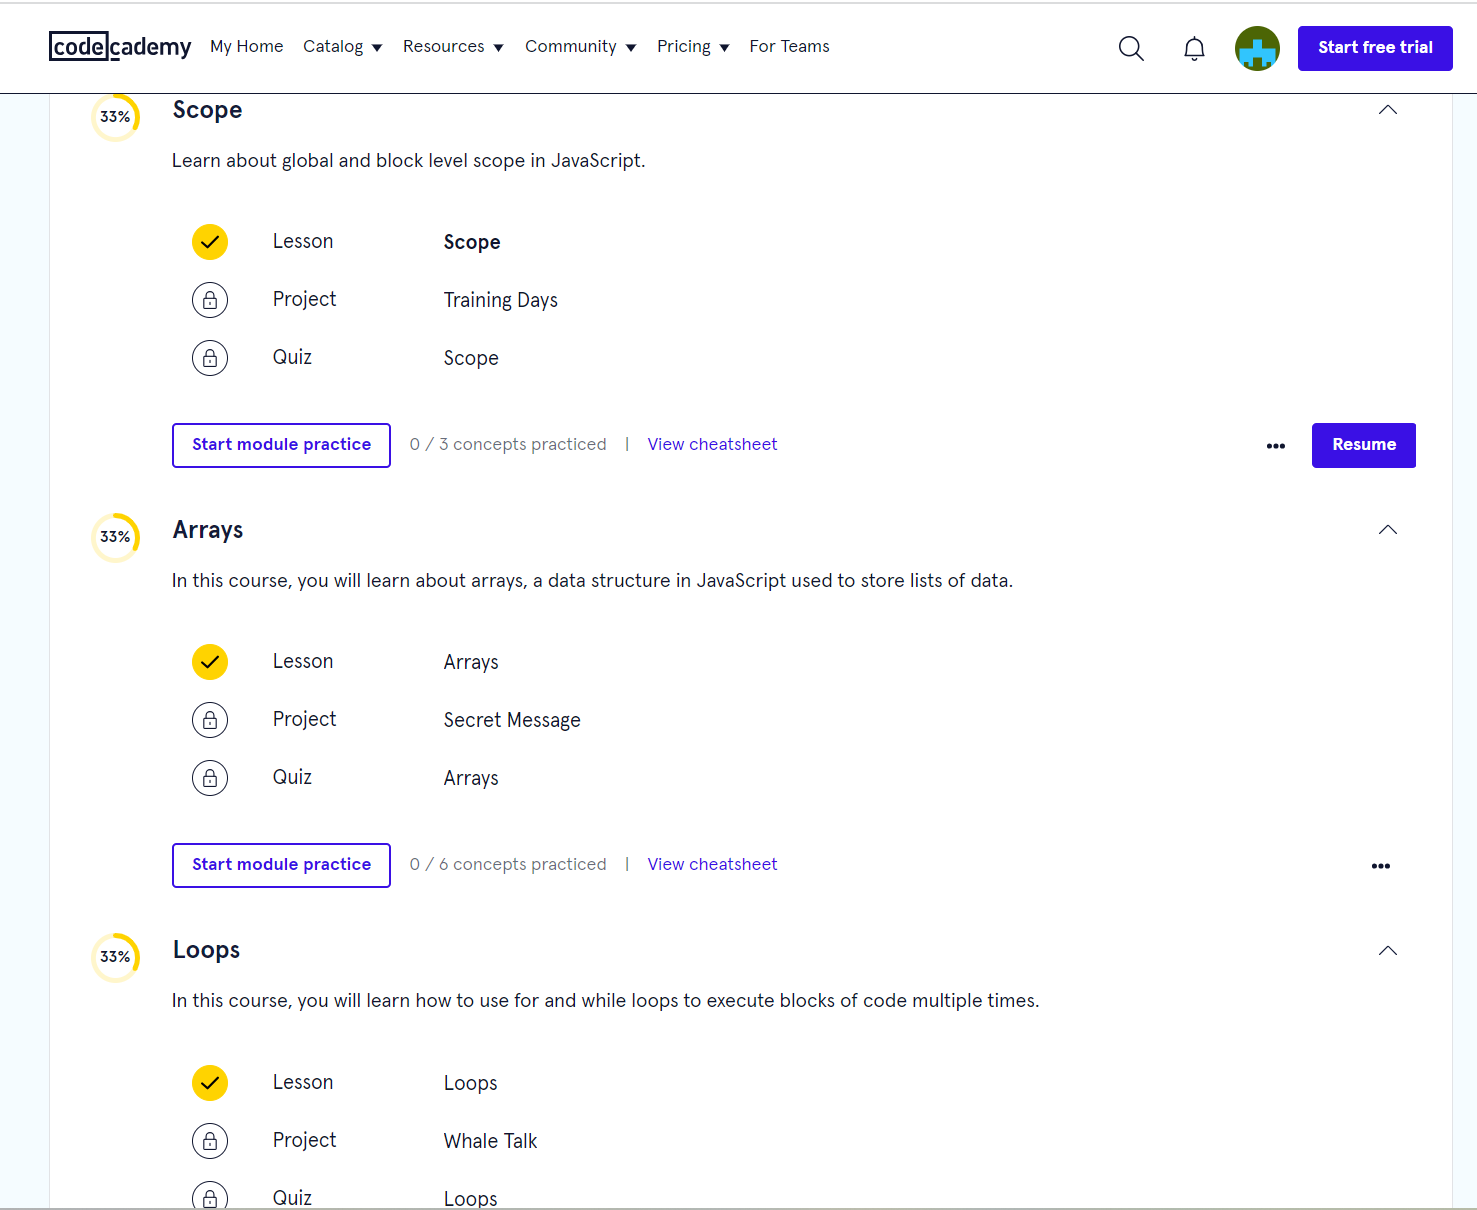 codecademy My Home Catalog Resources Community Pricing For Teams Start free trial
33% Scope
Learn about global and block level scope in JavaScript.
Lesson Scope
Project Training Days
Quiz Scope
Start module practice 0 / 3 concepts practiced | View cheatsheet ••• Resume
33% Arrays
In this course, you will learn about arrays, a data structure in JavaScript used to store lists of data.
Lesson Arrays
Project Secret Message
Quiz Arrays
Start module practice 0 / 6 concepts practiced | View cheatsheet •••
33% Loops
In this course, you will learn how to use for and while loops to execute blocks of code multiple times.
Lesson Loops
Project Whale Talk
Quiz Loops